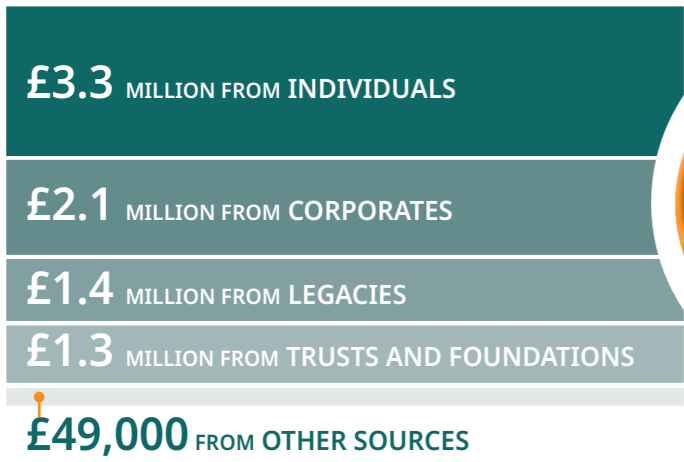 £3.3 MILLION FROM INDIVIDUALS
£2.1 MILLION FROM CORPORATES
£1.4 MILLION FROM LEGACIES
£1.3 MILLION FROM TRUSTS AND FOUNDATIONS
£49,000 FROM OTHER SOURCES